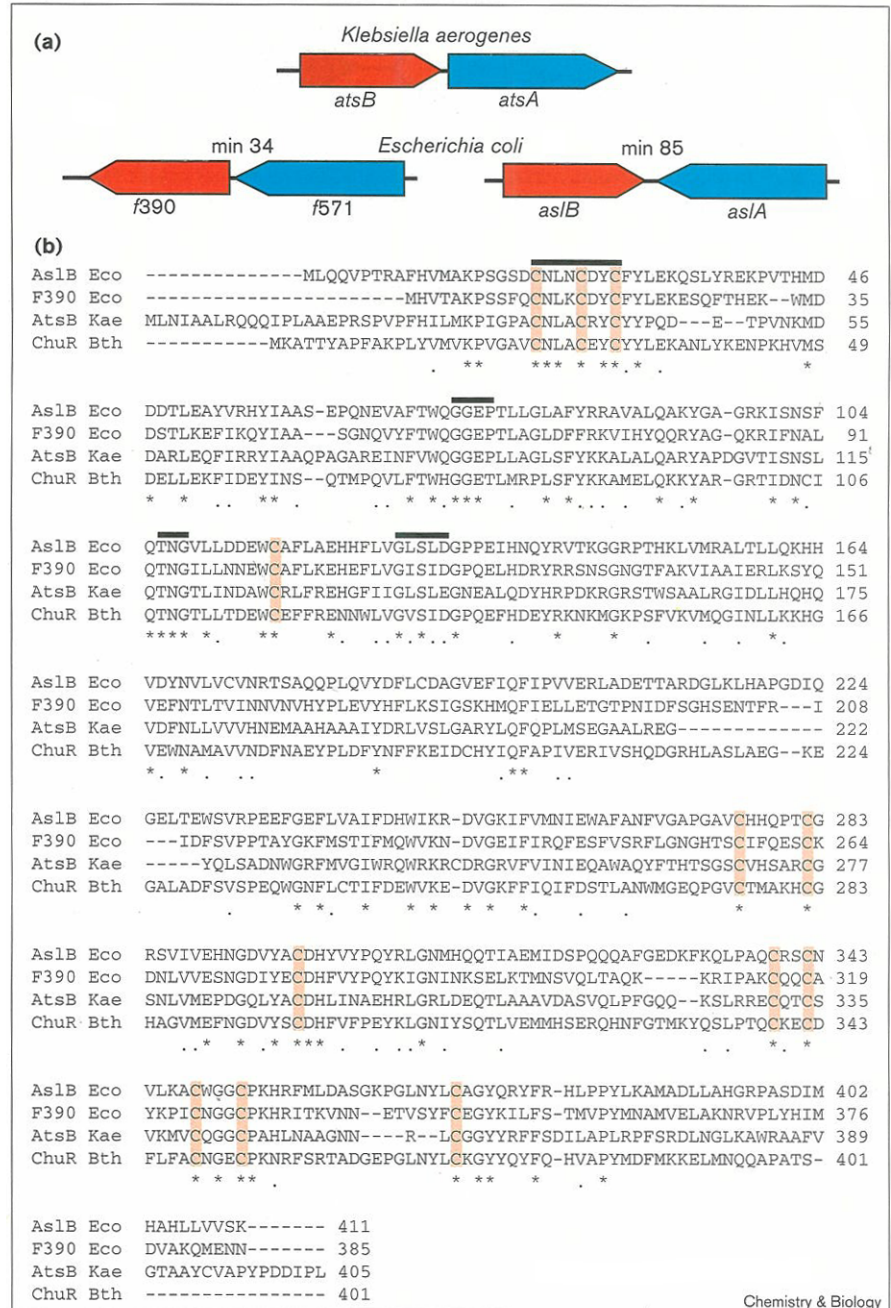 (a)
Klebsiella aerogenes
atsB atsA
min 34 Escherichia coli min 85
f390 f571 aslB aslA
(b)
AslB Eco --------------MLQQVPTRAFHVMAKPSGSDCNLNCDYCFYLEKQSLYREKPVTHMD 46
F390 Eco -----------------------MHVTAKPSSFQCNLKCDYCFYLEKESQFTHEK--WMD 35
AtsB Kae MLNIAALRQQQIPLAAEPRSPVPFHILMKPIGPACNLACRYCYYPQD---E--TPVNKMD 55
ChuR Bth -----------MKATTYAPFAKPLYVMVKPVGAVCNLACEYCYYLEKANLYKENPKHVMS 49
. ** *** * **.* . *
AslB Eco DDTLEAYVRHYIAAS-EPQNEVAFTWQGGEPTLLGLAFYRRAVALQAKYGA-GRKISNSF 104
F390 Eco DSTLKEFIKQYIAA---SGNQVYFTWQGGEPTLAGLDFFRKVIHYQQRYAG-QKRIFNAL 91
AtsB Kae DARLEQFIRRYIAAQPAGAREINFVWQGGEPLLAGLSFYKKALALQARYAPDGVTISNSL 115
ChuR Bth DELLEKFIDEYINS--QTMPQVLFTWHGGETLMRPLSFYKKAMELQKKYAR-GRTIDNCI 106
* * .. ** . * *.*** . * *.. . * *. * *.
AslB Eco QTNGVLLDDEWCAFLAEHHFLVGLSLDGPPEIHNQYRVTKGGRPTHKLVMRALTLLQKHH 164
F390 Eco QTNGILLNNEWCAFLKEHEFLVGISIDGPQELHDRYRRSNSGNGTFAKVIAAIERLKSYQ 151
AtsB Kae QTNGTLINDAWCRLFREHGFIIGLSLEGPQALQDYHRPDKRGRSTWSAALRGIDLLHQHQ 175
ChuR Bth QTNGTLLTDEWCEFFRENNWLVGVSIDGPQEFHDEYRKNKMGKPSFVKVMQGINLLKKHG 166
**** *. ** . *. ..*.*..** . * * . . . *.
AslB Eco VDYNVLVCVNRTSAQQPLQVYDFLCDAGVEFIQFIPVVERLADETTARDGLKLHAPGDIQ 224
F390 Eco VEFNTLTVINNVNVHYPLEVYHFLKSIGSKHMQFIELLETGTPNIDFSGHSENTFR---I 208
AtsB Kae VDFNLLVVVHNEMAAHAAAIYDRLVSLGARYLQFQPLMSEGAALREG------------- 222
ChuR Bth VEWNAMAVVNDFNAEYPLDFYNFFKEIDCHYIQFAPIVERIVSHQDGRHLASLAEG--KE 224
*. * . .. * .** ..
AslB Eco GELTEWSVRPEEFGEFLVAIFDHWIKR-DVGKIFVMNIEWAFANFVGAPGAVCHHQPTCG 283
F390 Eco ---IDFSVPPTAYGKFMSTIFMQWVKN-DVGEIFIRQFESFVSRFLGNGHTSCIFQESCK 264
AtsB Kae -----YQLSADNWGRFMVGIWRQWRKRCDRGRVFVINIEQAWAQYFTHTSGSCVHSARCG 277
ChuR Bth GALADFSVSPEQWGNFLCTIFDEWVKE-DVGKFFIQIFDSTLANWMGEQPGVCTMAKHCG 283
. * *. * * * * * *. . . * *
AslB Eco RSVIVEHNGDVYACDHYVYPQYRLGNMHQQTIAEMIDSPQQQAFGEDKFKQLPAQCRSCN 343
F390 Eco DNLVVESNGDIYECDHFVYPQYKIGNINKSELKTMNSVQLTAQK-----KRIPAKCQQCA 319
AtsB Kae SNLVMEPDGQLYACDHLINAEHRLGRLDEQTLAAAVDASVQLPFGQQ--KSLRRECQTCS 335
ChuR Bth HAGVMEFNGDVYSCDHFVFPEYKLGNIYSQTLVEMMHSERQHNFGTMKYQSLPTQCKECD 343
..* * * *** . . .*. . . . * *
AslB Eco VLKACWGGCPKHRFMLDASGKPGLNYLCAGYQRYFR-HLPPYLKAMADLLAHGRPASDIM 402
F390 Eco YKPICNGGCPKHRITKVNN--ETVSYFCEGYKILFS-TMVPYMNAMVELAKNRVPLYHIM 376
AtsB Kae VKMVCQGGCPAHLNAAGNN----R--LCGGYYRFFSDILAPLRPFSRDLNGLKAWRAAFV 389
ChuR Bth FLFACNGECPKNRFSRTADGEPGLNYLCKGYYQYFQ-HVAPYMDFMKKELMNQQAPATS- 401
* * ** . * ** * . *
AslB Eco HAHLLVVSK------- 411
F390 Eco DVAKQMENN------- 385
AtsB Kae GTAAYCVAPYPDDIPL 405
ChuR Bth ---------------- 401
Chemistry & Biology